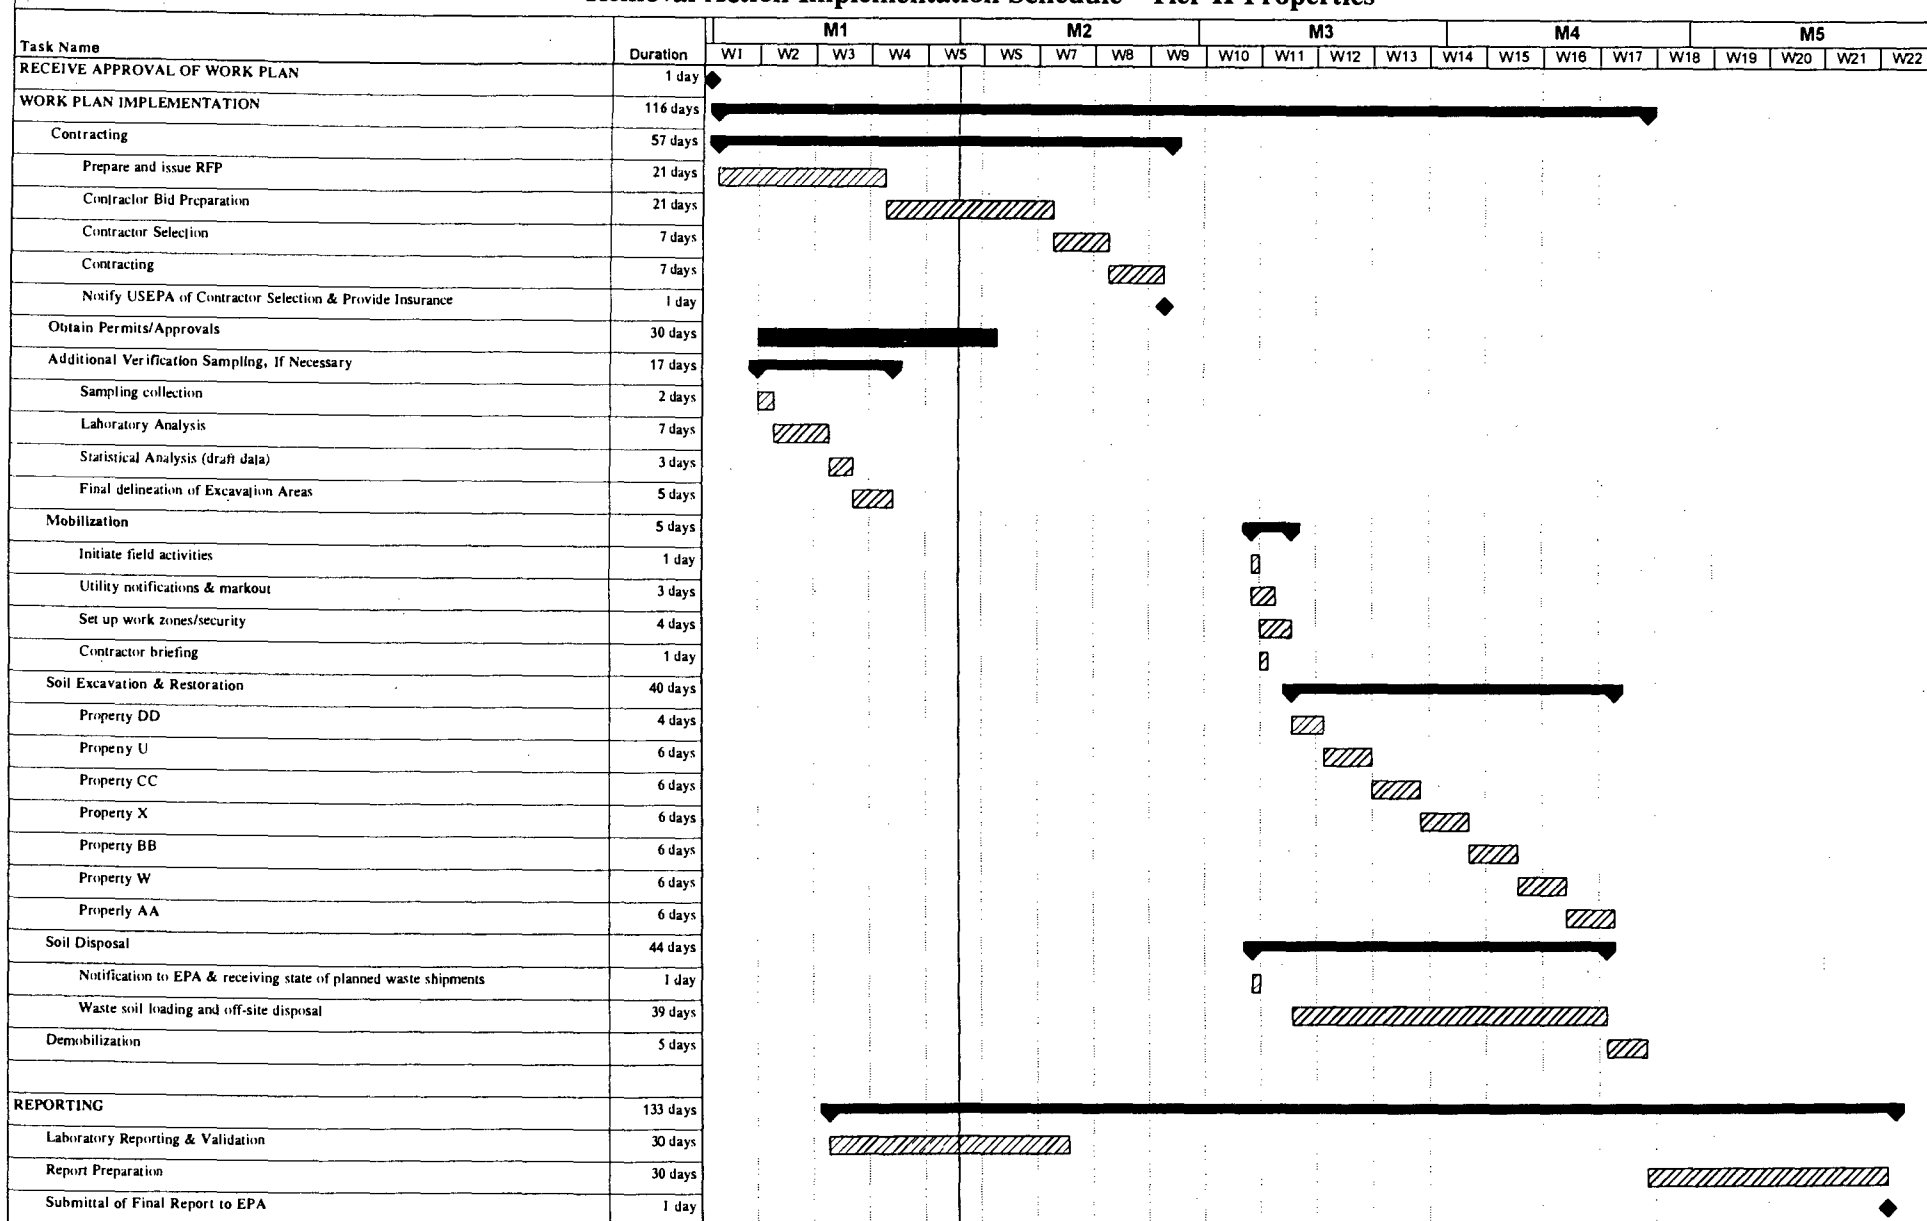 Removal Action Implementation Schedule - Tier II Properties
M1 M2 M3 M4 M5
Task Name Duration W1 W2 W3 W4 W5 WS W7 W8 W9 W10 W11 W12 W13 W14 W15 W16 W17 W18 W19 W20 W21 W22
RECEIVE APPROVAL OF WORK PLAN 1 day
WORK PLAN IMPLEMENTATION 116 days
Contracting 57 days
Prepare and issue RFP 21 days
Contractor Bid Preparation 21 days
Contractor Selection 7 days
Contracting 7 days
Notify USEPA of Contractor Selection & Provide Insurance 1 day
Obtain Permits/Approvals 30 days
Additional Verification Sampling, If Necessary 17 days
Sampling collection 2 days
Laboratory Analysis 7 days
Statistical Analysis (draft data) 3 days
Final delineation of Excavation Areas 5 days
Mobilization 5 days
Initiate field activities 1 day
Utility notifications & markout 3 days
Set up work zones/security 4 days
Contractor briefing 1 day
Soil Excavation & Restoration 40 days
Property DD 4 days
Property U 6 days
Property CC 6 days
Property X 6 days
Property BB 6 days
Property W 6 days
Property AA 6 days
Soil Disposal 44 days
Notification to EPA & receiving state of planned waste shipments 1 day
Waste soil loading and off-site disposal 39 days
Demobilization 5 days
REPORTING 133 days
Laboratory Reporting & Validation 30 days
Report Preparation 30 days
Submittal of Final Report to EPA 1 day